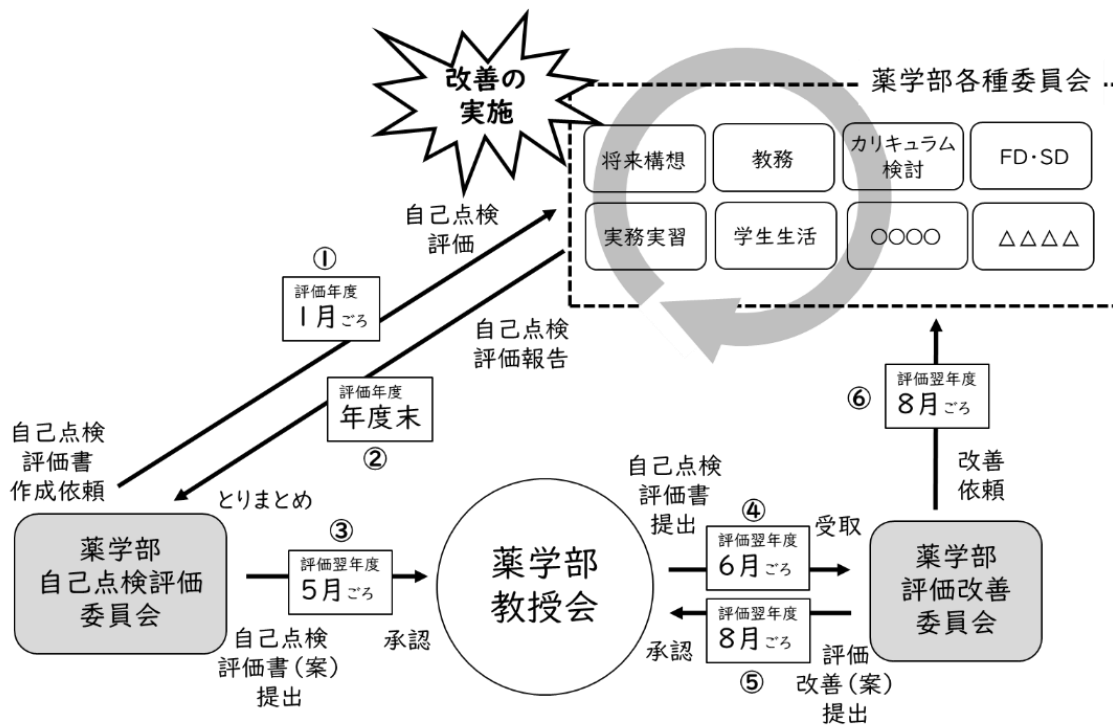 改善の
実施
薬学部各種委員会
将来構想
教務
カリキュラム
検討
FD・SD
実務実習
学生生活
○○○○
△△△△
自己点検
評価
①
評価年度
1月ごろ
自己点検
評価報告
評価年度
年度末
②
自己点検
評価書
作成依頼
とりまとめ
薬学部
自己点検評価
委員会
③
評価翌年度
5月ごろ
自己点検
評価書(案)
提出
承認
薬学部
教授会
自己点検
評価書
提出
④
評価翌年度
6月ごろ
受取
評価翌年度
8月ごろ
⑤
承認
評価
改善(案)
提出
薬学部
評価改善
委員会
⑥
評価翌年度
8月ごろ
改善
依頼